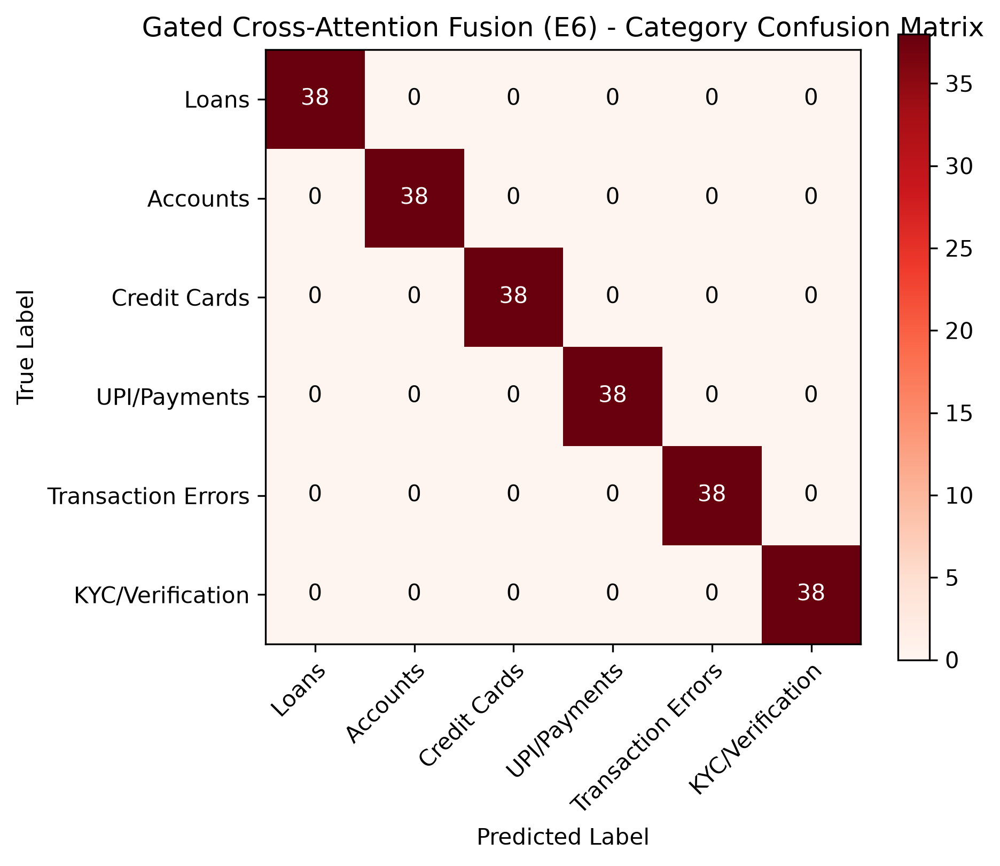 Gated Cross-Attention Fusion (E6) - Category Confusion Matrix
True Label
Loans 38 0 0 0 0 0
Accounts 0 38 0 0 0 0
Credit Cards 0 0 38 0 0 0
UPI/Payments 0 0 0 38 0 0
Transaction Errors 0 0 0 0 38 0
KYC/Verification 0 0 0 0 0 38
Loans
Accounts
Credit Cards
UPI/Payments
Transaction Errors
KYC/Verification
Predicted Label
35
30
25
20
15
10
5
0